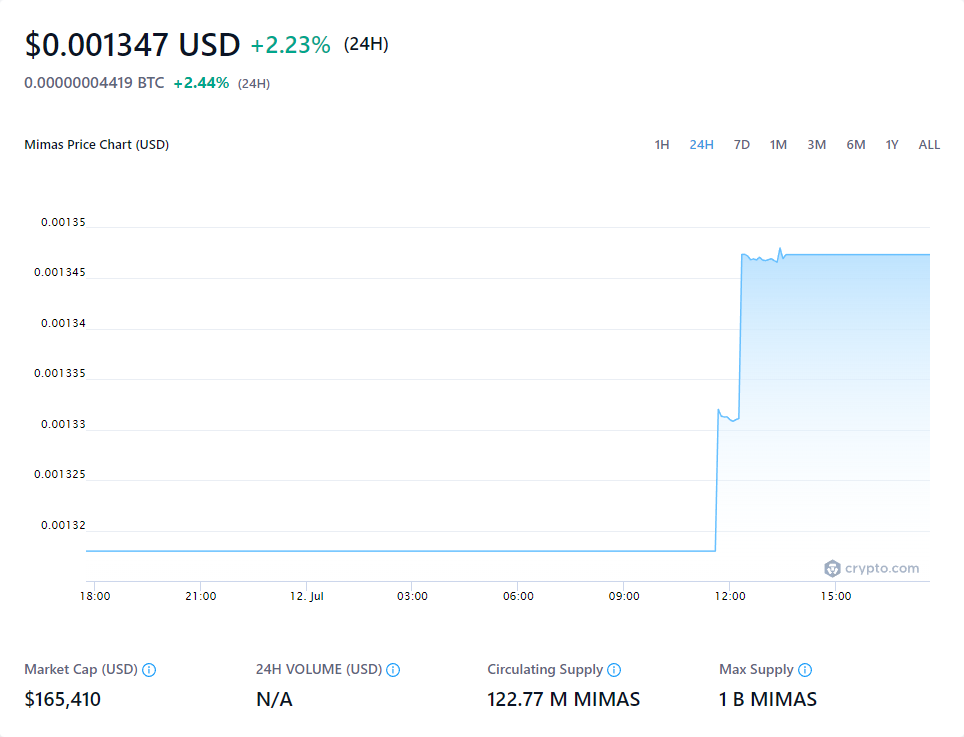 $0.001347 USD +2.23% (24H)
0.00000004419 BTC +2.44% (24H)
Mimas Price Chart (USD) 1H 24H 7D 1M 3M 6M 1Y ALL
0.00135
0.001345
0.00134
0.001335
0.00133
0.001325
0.00132
crypto.com
18:00 21:00 12. Jul 03:00 06:00 09:00 12:00 15:00
Market Cap (USD) 24H VOLUME (USD) Circulating Supply Max Supply
$165,410 N/A 122.77 M MIMAS 1 B MIMAS